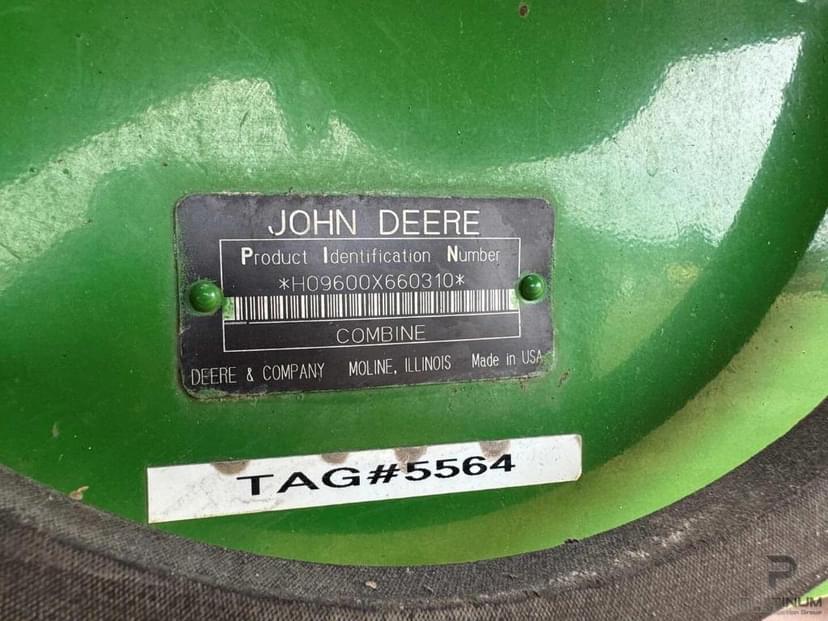 JOHN DEERE
Product Identification Number
*H09600X660310*
COMBINE
DEERE & COMPANY MOLINE, ILLINOIS Made in USA
TAG#5564